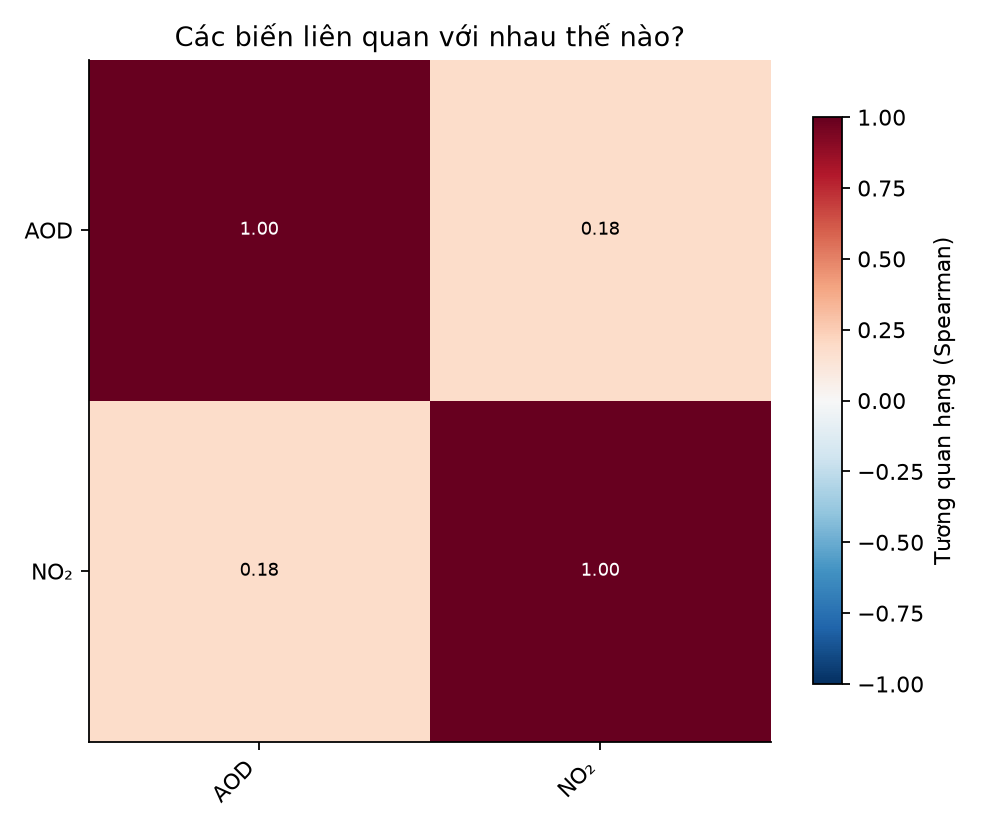 Các biến liên quan với nhau thế nào?
AOD
1.00
0.18
NO₂
0.18
1.00
AOD
NO₂
1.00
0.75
0.50
0.25
0.00
−0.25
−0.50
−0.75
−1.00
Tương quan hạng (Spearman)